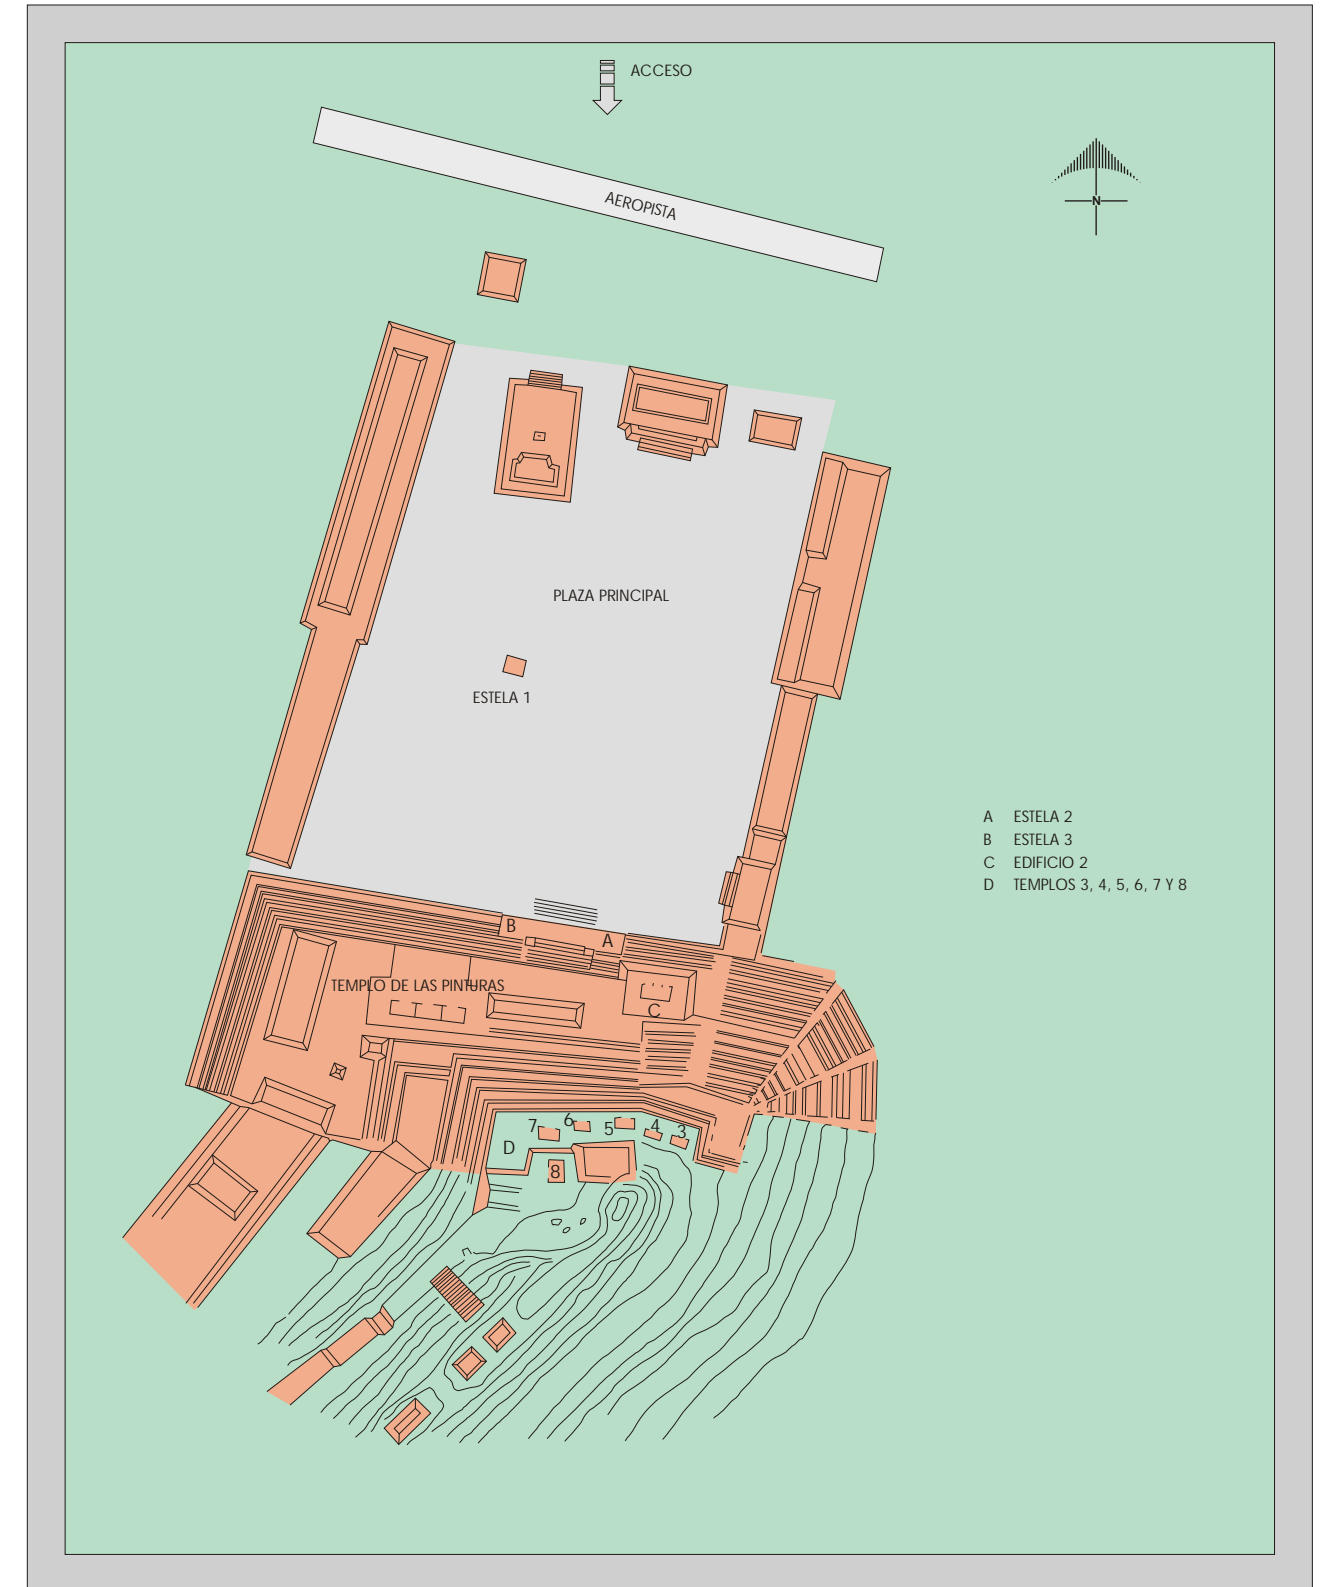 ACCESO
AEROPISTA
N
PLAZA PRINCIPAL
ESTELA 1
A ESTELA 2
B ESTELA 3
C EDIFICIO 2
D TEMPLOS 3, 4, 5, 6, 7 Y 8
B
A
TEMPLO DE LAS PINTURAS
C
7
6
5
4
3
D
8